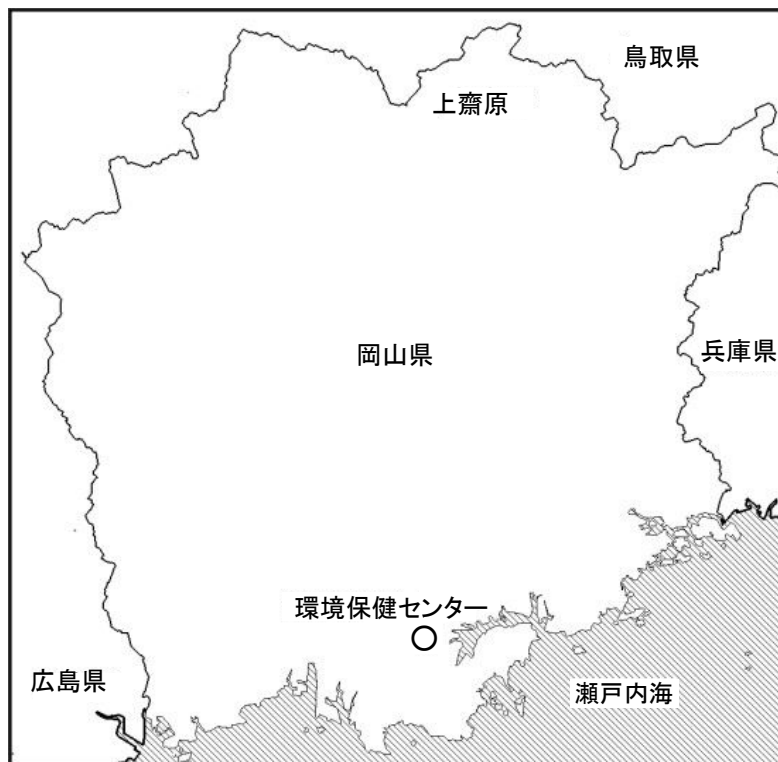 鳥取県
上齋原
岡山県
兵庫県
環境保健センター
広島県
瀬戸内海